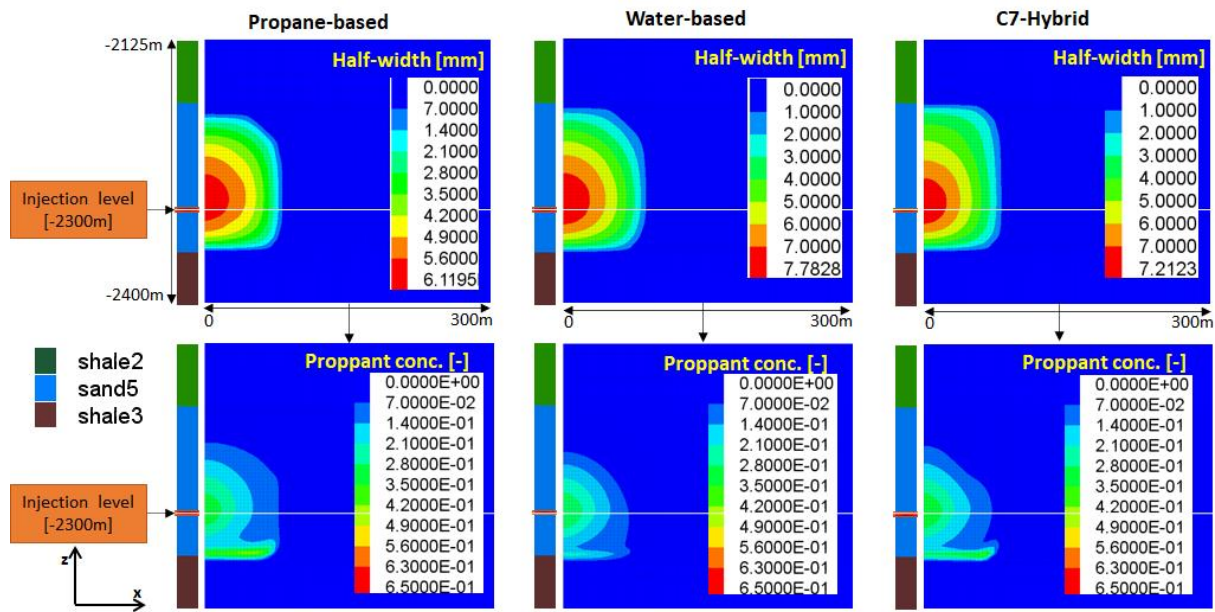 Propane-based
Water-based
C7-Hybrid
-2125m
Half-width [mm]
0.0000
7.0000
1.4000
2.1000
2.8000
3.5000
4.2000
4.9000
5.6000
6.1195
Half-width [mm]
0.0000
1.0000
2.0000
3.0000
4.0000
5.0000
6.0000
7.0000
7.7828
Half-width [mm]
0.0000
1.0000
2.0000
3.0000
4.0000
5.0000
6.0000
7.0000
7.2123
Injection level
[-2300m]
-2400m
0
300m
0
300m
0
300m
shale2
sand5
shale3
Proppant conc. [-]
0.0000E+00
7.0000E-02
1.4000E-01
2.1000E-01
2.8000E-01
3.5000E-01
4.2000E-01
4.9000E-01
5.6000E-01
6.3000E-01
6.5000E-01
Proppant conc. [-]
0.0000E+00
7.0000E-02
1.4000E-01
2.1000E-01
2.8000E-01
3.5000E-01
4.2000E-01
4.9000E-01
5.6000E-01
6.3000E-01
6.5000E-01
Proppant conc. [-]
0.0000E+00
7.0000E-02
1.4000E-01
2.1000E-01
2.8000E-01
3.5000E-01
4.2000E-01
4.9000E-01
5.6000E-01
6.3000E-01
6.5000E-01
Injection level
[-2300m]
z
x